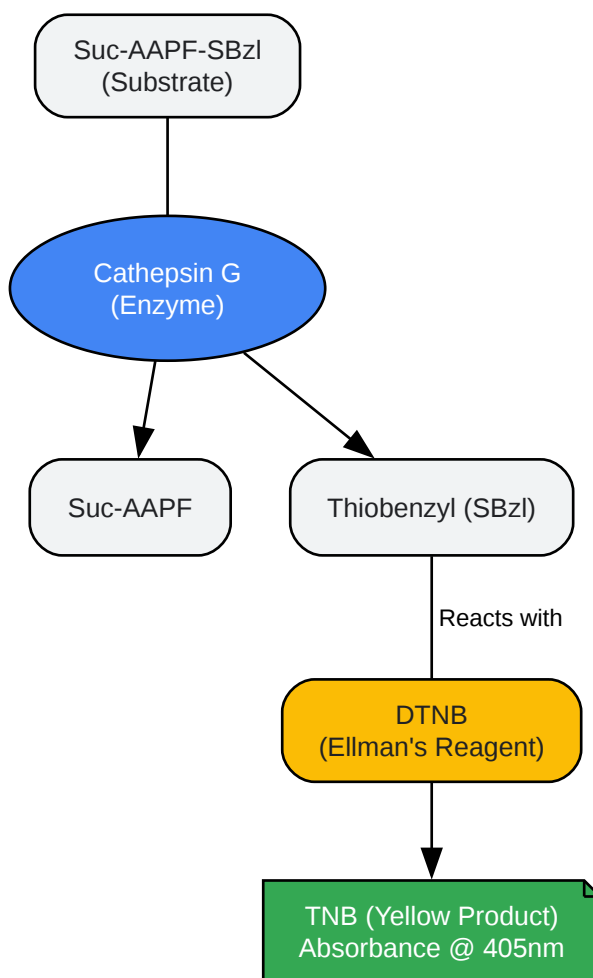 Suc-AAPF-SBzl
(Substrate)
Cathepsin G
(Enzyme)
Suc-AAPF
Thiobenzyl (SBzl)
Reacts with
DTNB
(Ellman's Reagent)
TNB (Yellow Product)
Absorbance @ 405nm